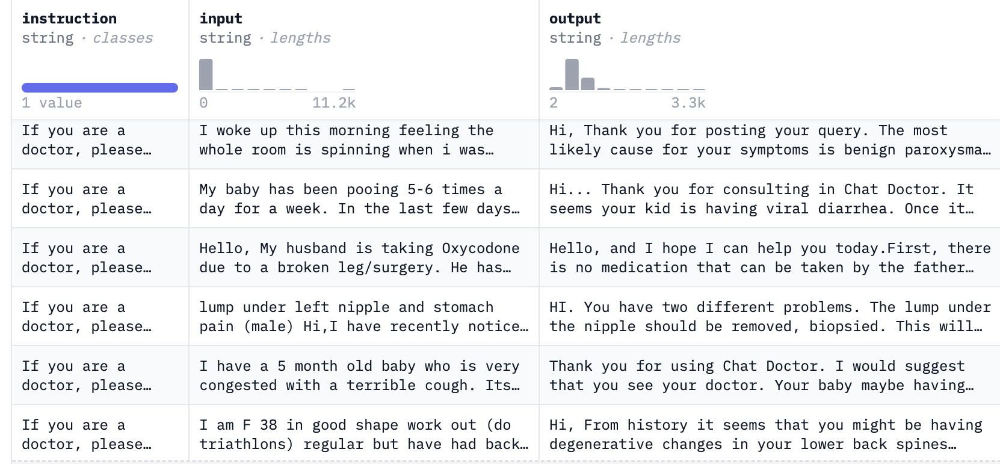 instruction
string · classes
1 value
input
string · lengths
0 11.2k
output
string · lengths
2 3.3k
If you are a
doctor, please…
I woke up this morning feeling the
whole room is spinning when i was…
Hi, Thank you for posting your query. The most
likely cause for your symptoms is benign paroxysma…
If you are a
doctor, please…
My baby has been pooing 5-6 times a
day for a week. In the last few days…
Hi... Thank you for consulting in Chat Doctor. It
seems your kid is having viral diarrhea. Once it…
If you are a
doctor, please…
Hello, My husband is taking Oxycodone
due to a broken leg/surgery. He has…
Hello, and I hope I can help you today.First, there
is no medication that can be taken by the father…
If you are a
doctor, please…
lump under left nipple and stomach
pain (male) Hi,I have recently notice…
HI. You have two different problems. The lump under
the nipple should be removed, biopsied. This will…
If you are a
doctor, please…
I have a 5 month old baby who is very
congested with a terrible cough. Its…
Thank you for using Chat Doctor. I would suggest
that you see your doctor. Your baby maybe having…
If you are a
doctor, please…
I am F 38 in good shape work out (do
triathlons) regular but have had back…
Hi, From history it seems that you might be having
degenerative changes in your lower back spines…